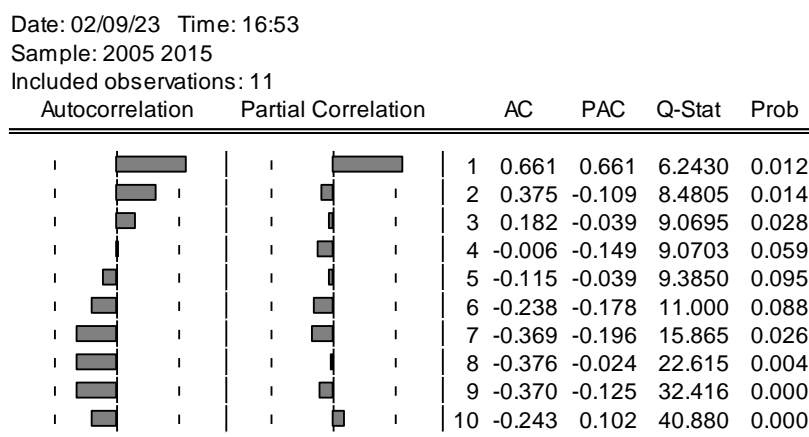 Date: 02/09/23 Time: 16:53
Sample: 2005 2015
Included observations: 11
Autocorrelation Partial Correlation AC PAC Q-Stat Prob
1 0.661 0.661 6.2430 0.012
2 0.375 -0.109 8.4805 0.014
3 0.182 -0.039 9.0695 0.028
4 -0.006 -0.149 9.0703 0.059
5 -0.115 -0.039 9.3850 0.095
6 -0.238 -0.178 11.000 0.088
7 -0.369 -0.196 15.865 0.026
8 -0.376 -0.024 22.615 0.004
9 -0.370 -0.125 32.416 0.000
10 -0.243 0.102 40.880 0.000